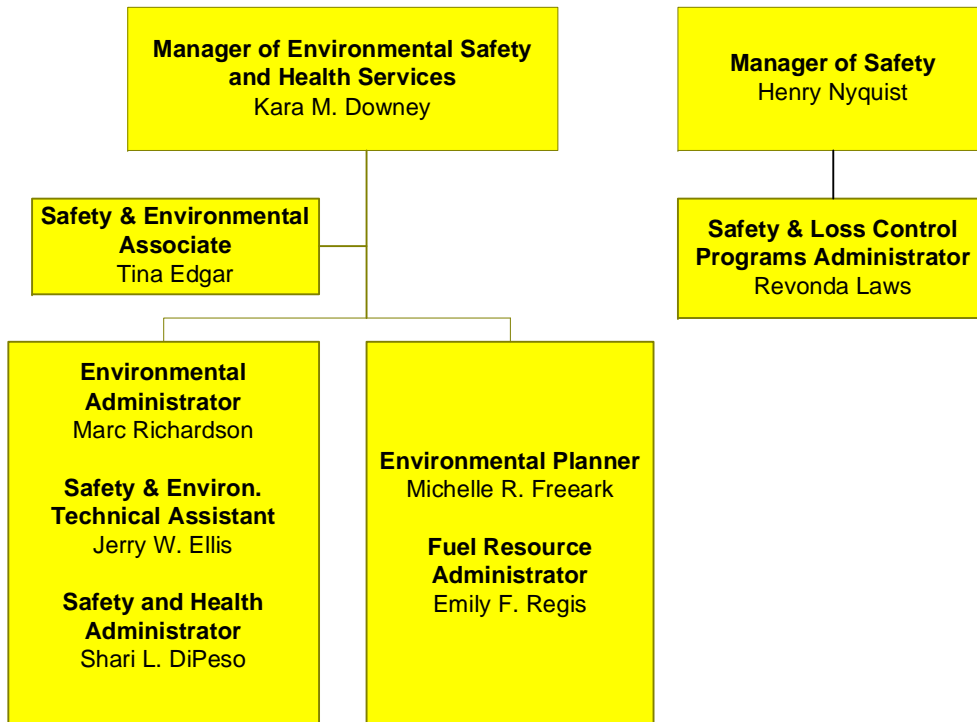 Manager of Environmental Safety
and Health Services
Kara M. Downey
Manager of Safety
Henry Nyquist
Safety & Environmental
Associate
Tina Edgar
Safety & Loss Control
Programs Administrator
Revonda Laws
Environmental
Administrator
Marc Richardson
Safety & Environ.
Technical Assistant
Jerry W. Ellis
Safety and Health
Administrator
Shari L. DiPeso
Environmental Planner
Michelle R. Freeark
Fuel Resource
Administrator
Emily F. Regis